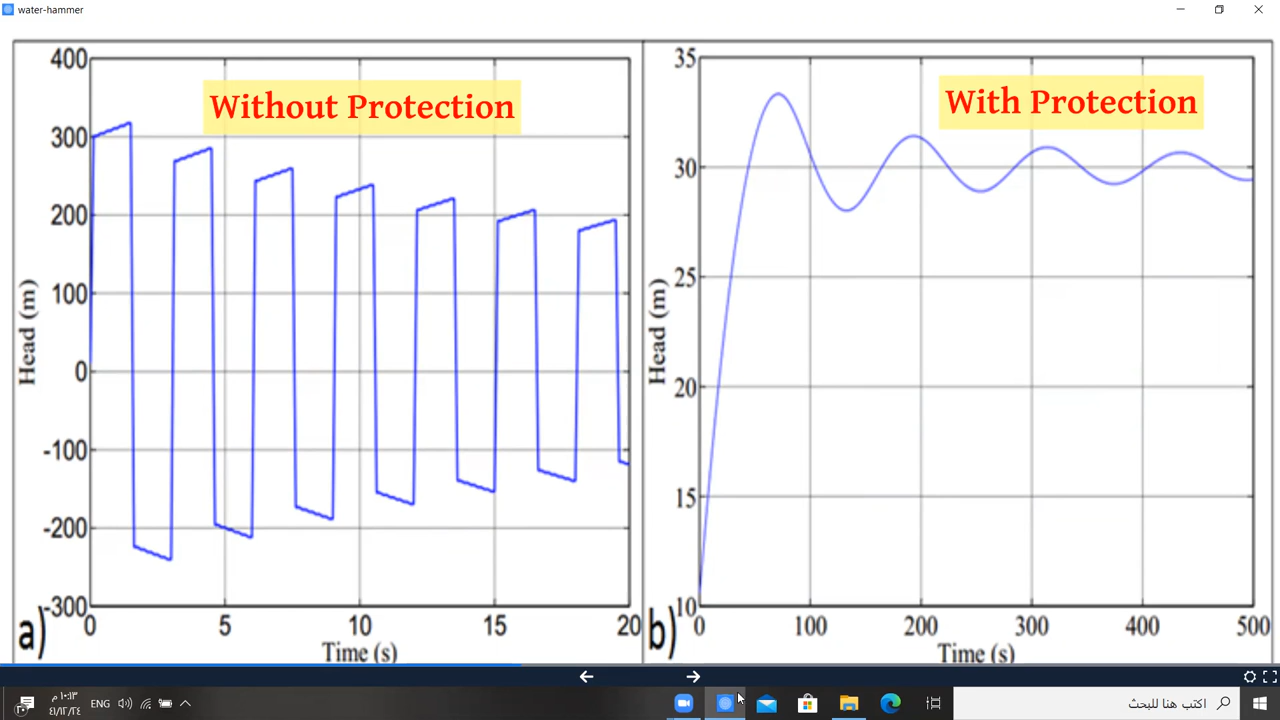 water-hammer
Without Protection
With Protection
400
300
200
100
0
-100
-200
-300
0 5 10 15 20
Head (m)
Time (s)
a)
35
30
25
20
15
10
0 100 200 300 400 500
Head (m)
Time (s)
b)
١٠:١٣ م
ENG
اكتب هنا للبحث